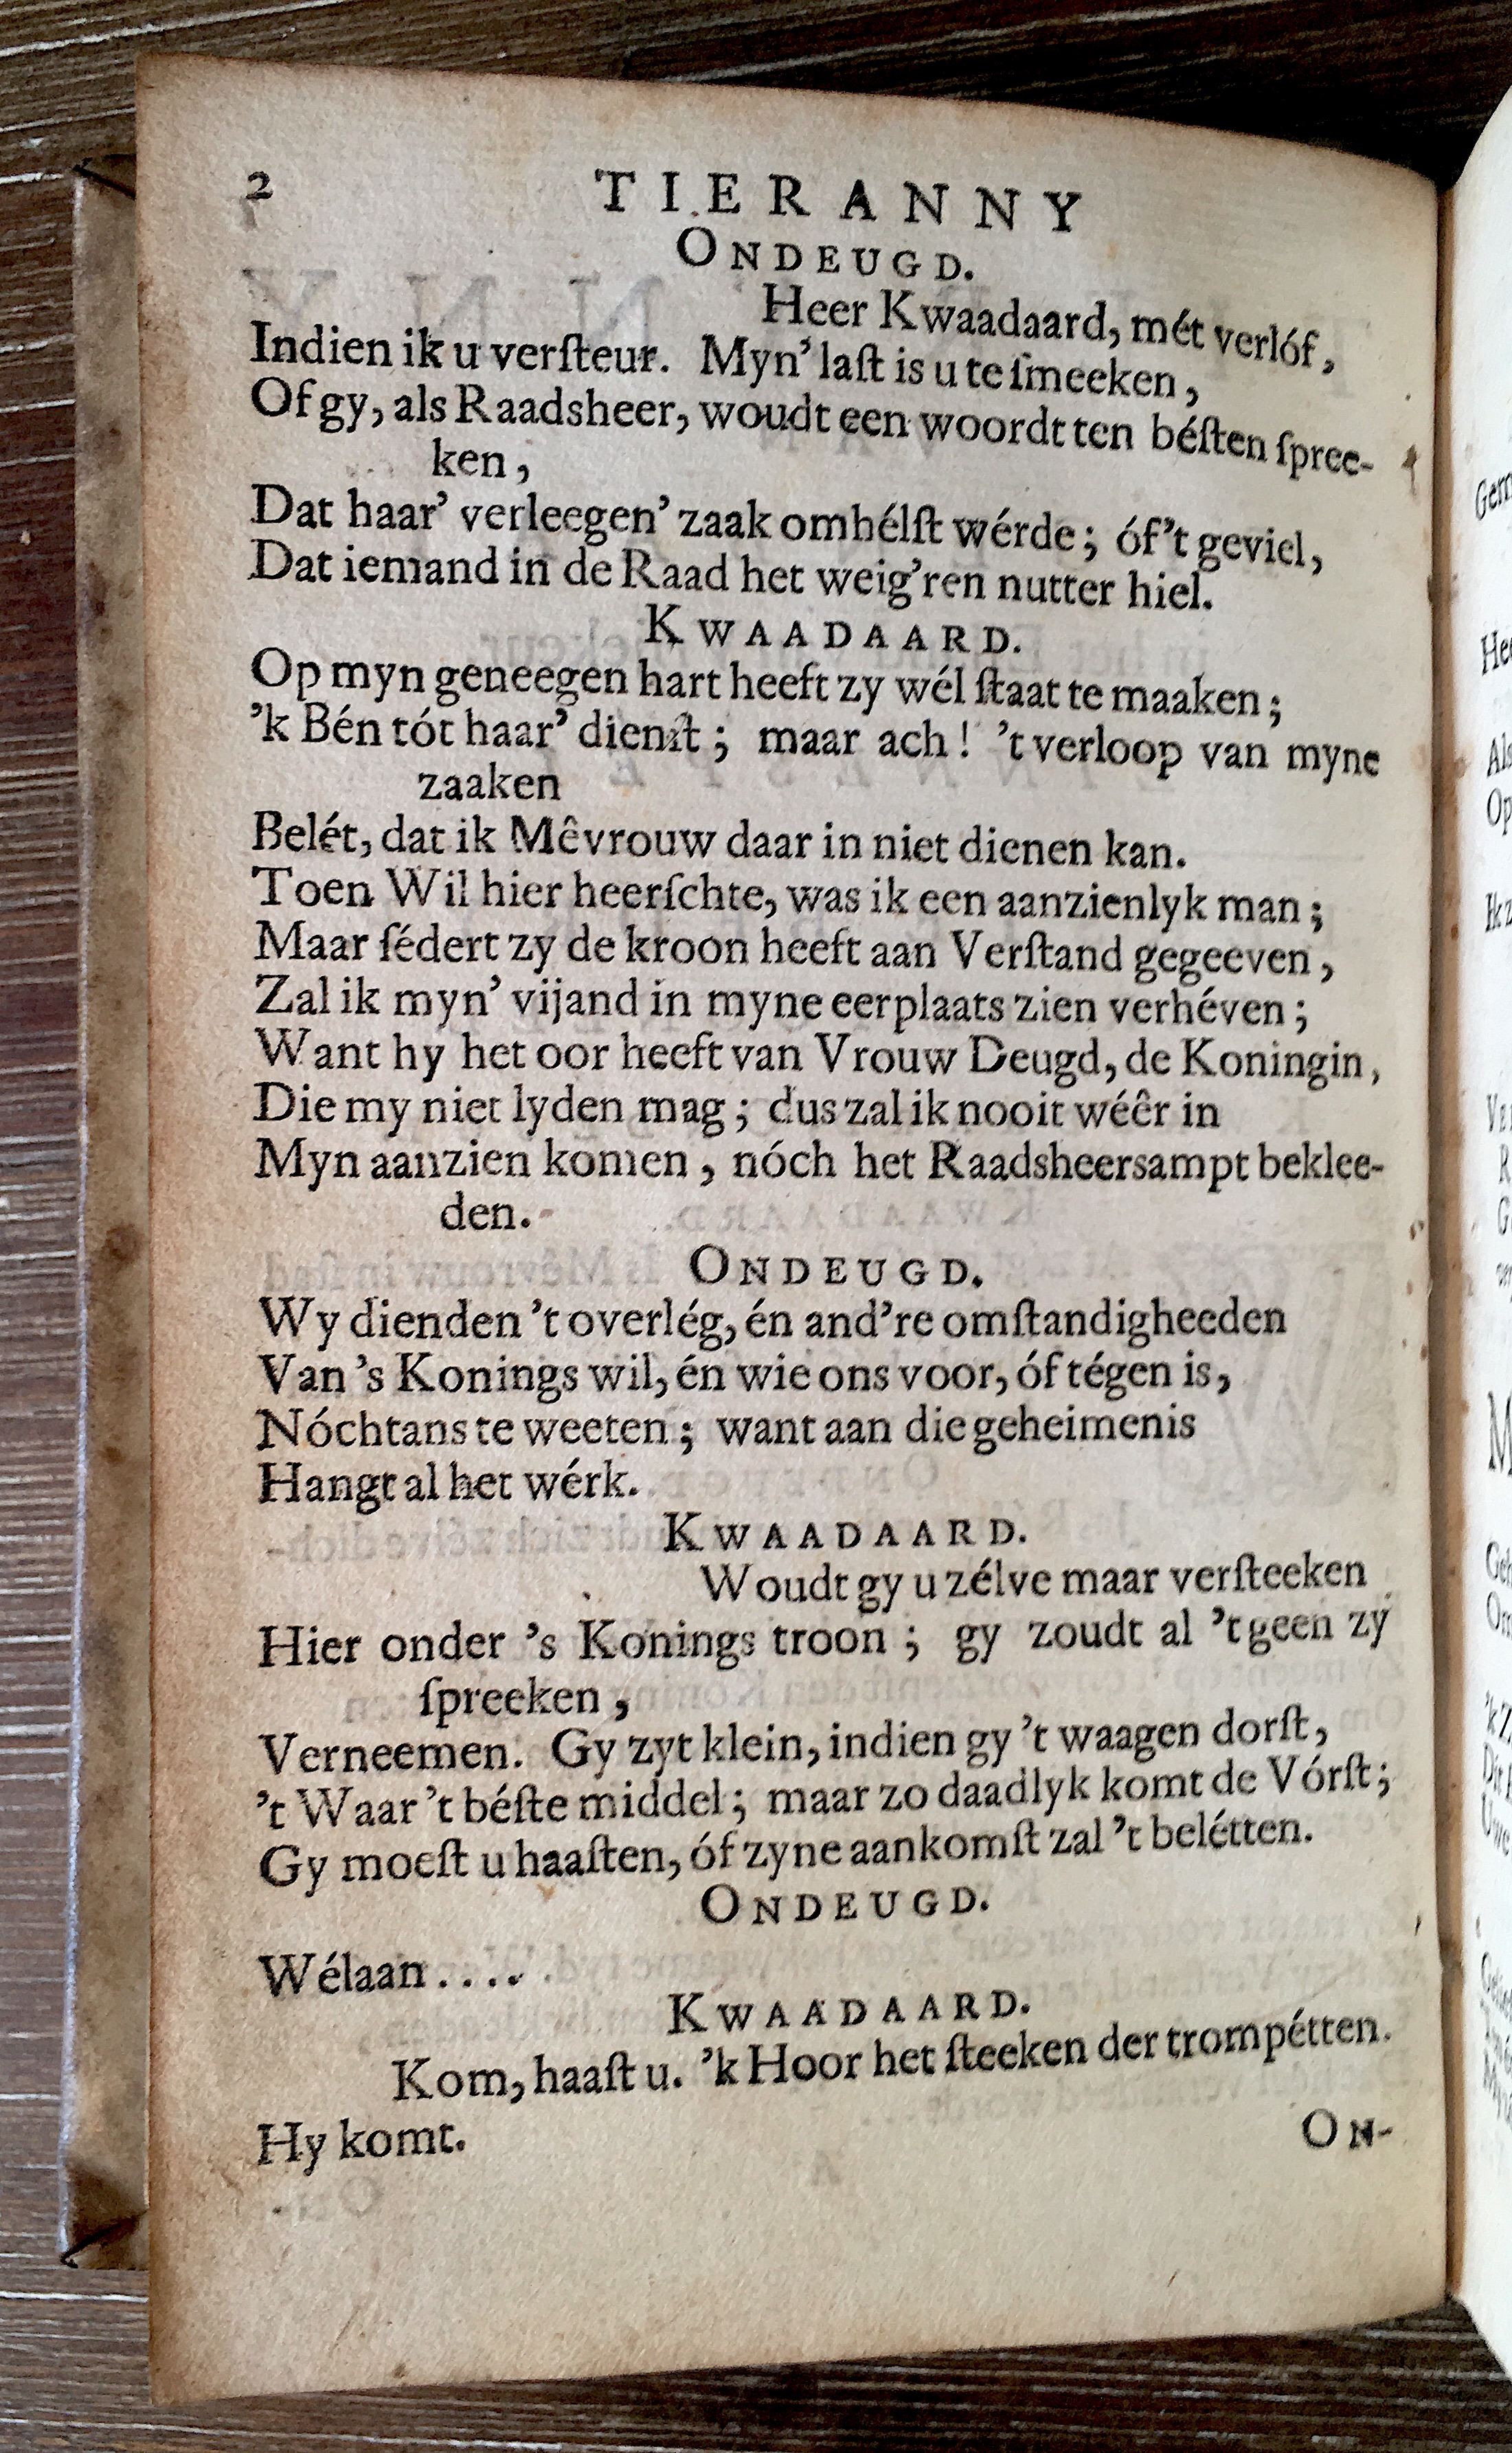 2 TIERANNY
ONDEUGD.
Heer Kwaadaard, mét verlóf,
Indien ik u verſteur. Myn’ laſt is u te ſmeeken,
Of gy, als Raadsheer, woudt een woordt ten béſten ſpree-
ken,
Dat haar’ verleegen’ zaak omhélſt wérde; óf ’t geviel,
Dat iemand in de Raad het weig’ren nutter hiel.
KWAADAARD.
Op myn geneegen hart heeft zy wél ſtaat te maaken;
’k Bén tót haar’ dienſt; maar ach! ’t verloop van myne
zaaken
Belét, dat ik Mêvrouw daar in niet dienen kan.
Toen Wil hier heerſchte, was ik een aanzienlyk man;
Maar ſédert zy de kroon heeft aan Verſtand gegeeven,
Zal ik myn’ vijand in myne eerplaats zien verhéven;
Want hy het oor heeft van Vrouw Deugd, de Koningin,
Die my niet lyden mag; dus zal ik nooit wéêr in
Myn aanzien komen, nóch het Raadsheersampt beklee-
den.
ONDEUGD.
Wy dienden ’t overlég, én and’re omſtandigheeden
Van ’s Konings wil, én wie ons voor, óf tégen is,
Nóchtans te weeten; want aan die geheimenis
Hangt al het wérk.
KWAADAARD.
Woudt gy u zélve maar verſteeken
Hier onder ’s Konings troon; gy zoudt al ’t geen zy
ſpreeken,
Verneemen. Gy zyt klein, indien gy ’t waagen dorſt,
’t Waar ’t béſte middel; maar zo daadlyk komt de Vórſt;
Gy moeſt u haaſten, óf zyne aankomſt zal ’t belétten.
ONDEUGD.
Wélaan....
KWAADAARD.
Kom, haaſt u. ’k Hoor het ſteeken der trompétten.
Hy komt.
ON-